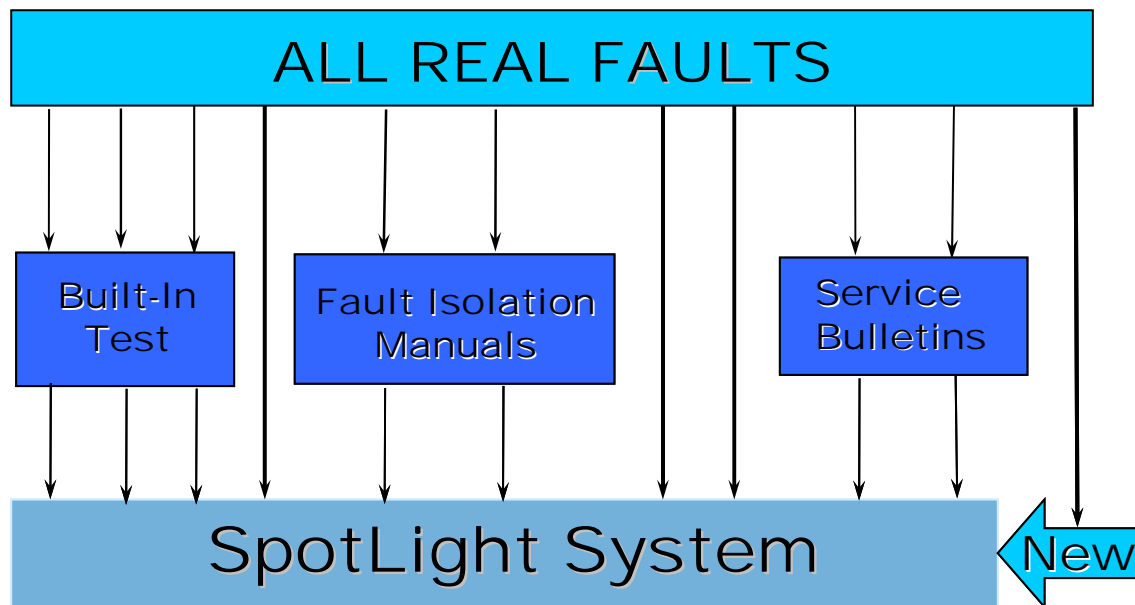 ALL REAL FAULTS
Built-In
Test
Fault Isolation
Manuals
Service
Bulletins
SpotLight System
New